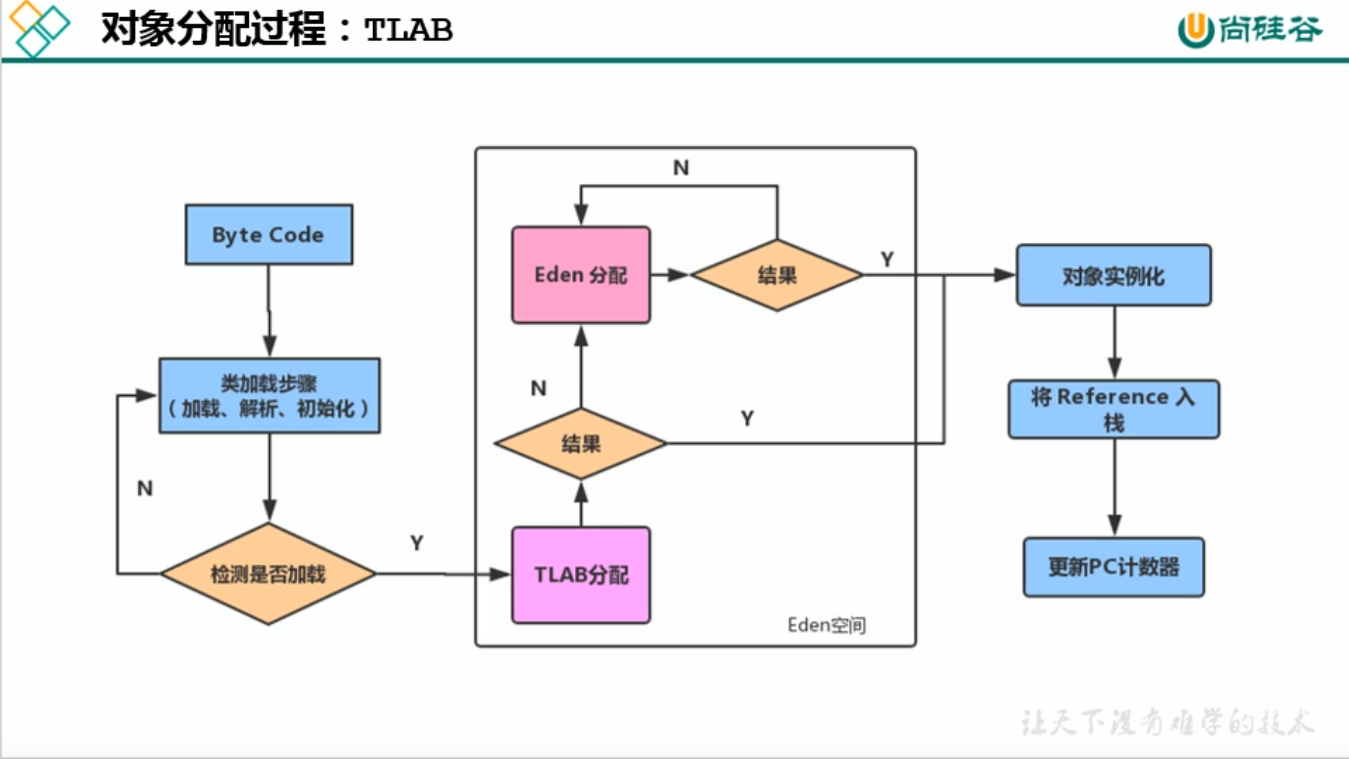 对象分配过程：TLAB
尚硅谷
N
Byte Code
Eden 分配
结果
Y
对象实例化
类加载步骤
（加载、解析、初始化）
N
Y
将 Reference 入
栈
结果
N
Y
检测是否加载
TLAB分配
更新PC计数器
Eden空间
让天下没有难学的技术